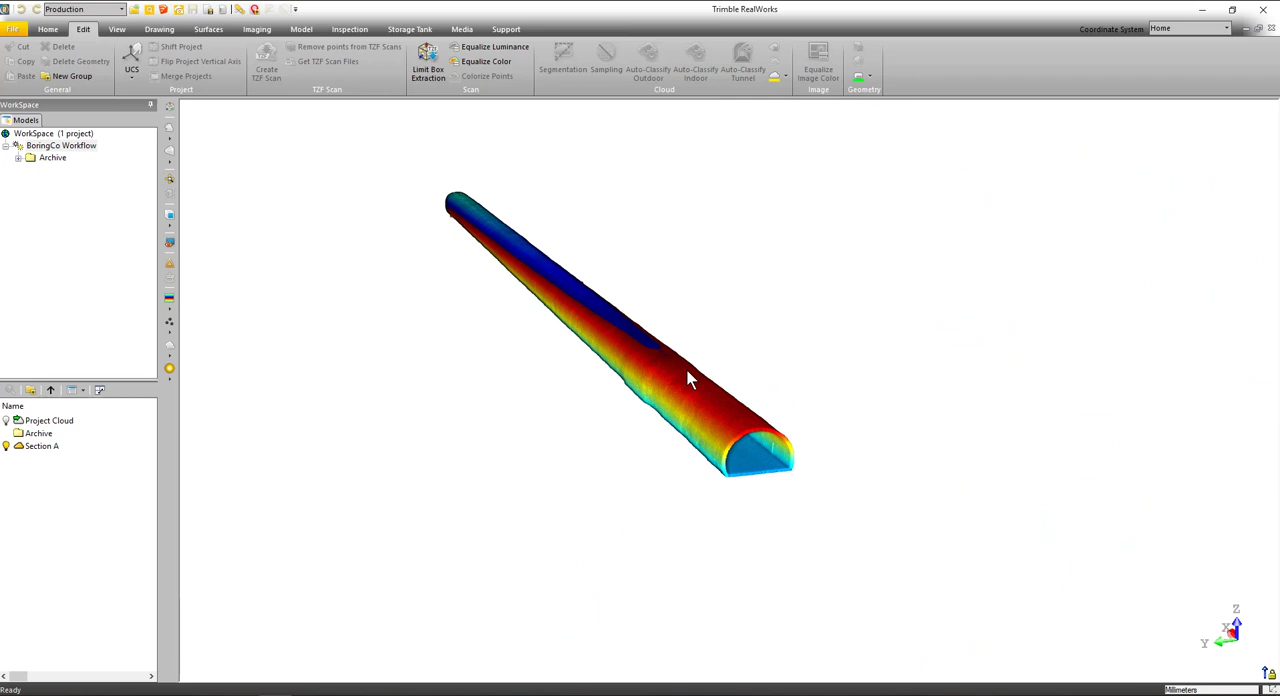 Production
Trimble RealWorks
File Home Edit View Drawing Surfaces Imaging Model Inspection Storage Tank Media Support
Coordinate System Home
Cut Delete
Copy Delete Geometry
Paste New Group
General
UCS
Shift Project
Flip Project Vertical Axis
Merge Projects
Project
Create
TZF Scan
Remove points from TZF Scans
Get TZF Scan Files
TZF Scan
Limit Box
Extraction
Equalize Luminance
Equalize Color
Colorize Points
Scan
Segmentation
Sampling
Auto-Classify
Outdoor
Auto-Classify
Indoor
Auto-Classify
Tunnel
Cloud
Equalize
Image Color
Image
Geometry
WorkSpace
Models
WorkSpace (1 project)
BoringCo Workflow
Archive
Name
Project Cloud
Archive
Section A
Z
X
Y
Ready
Millimeters